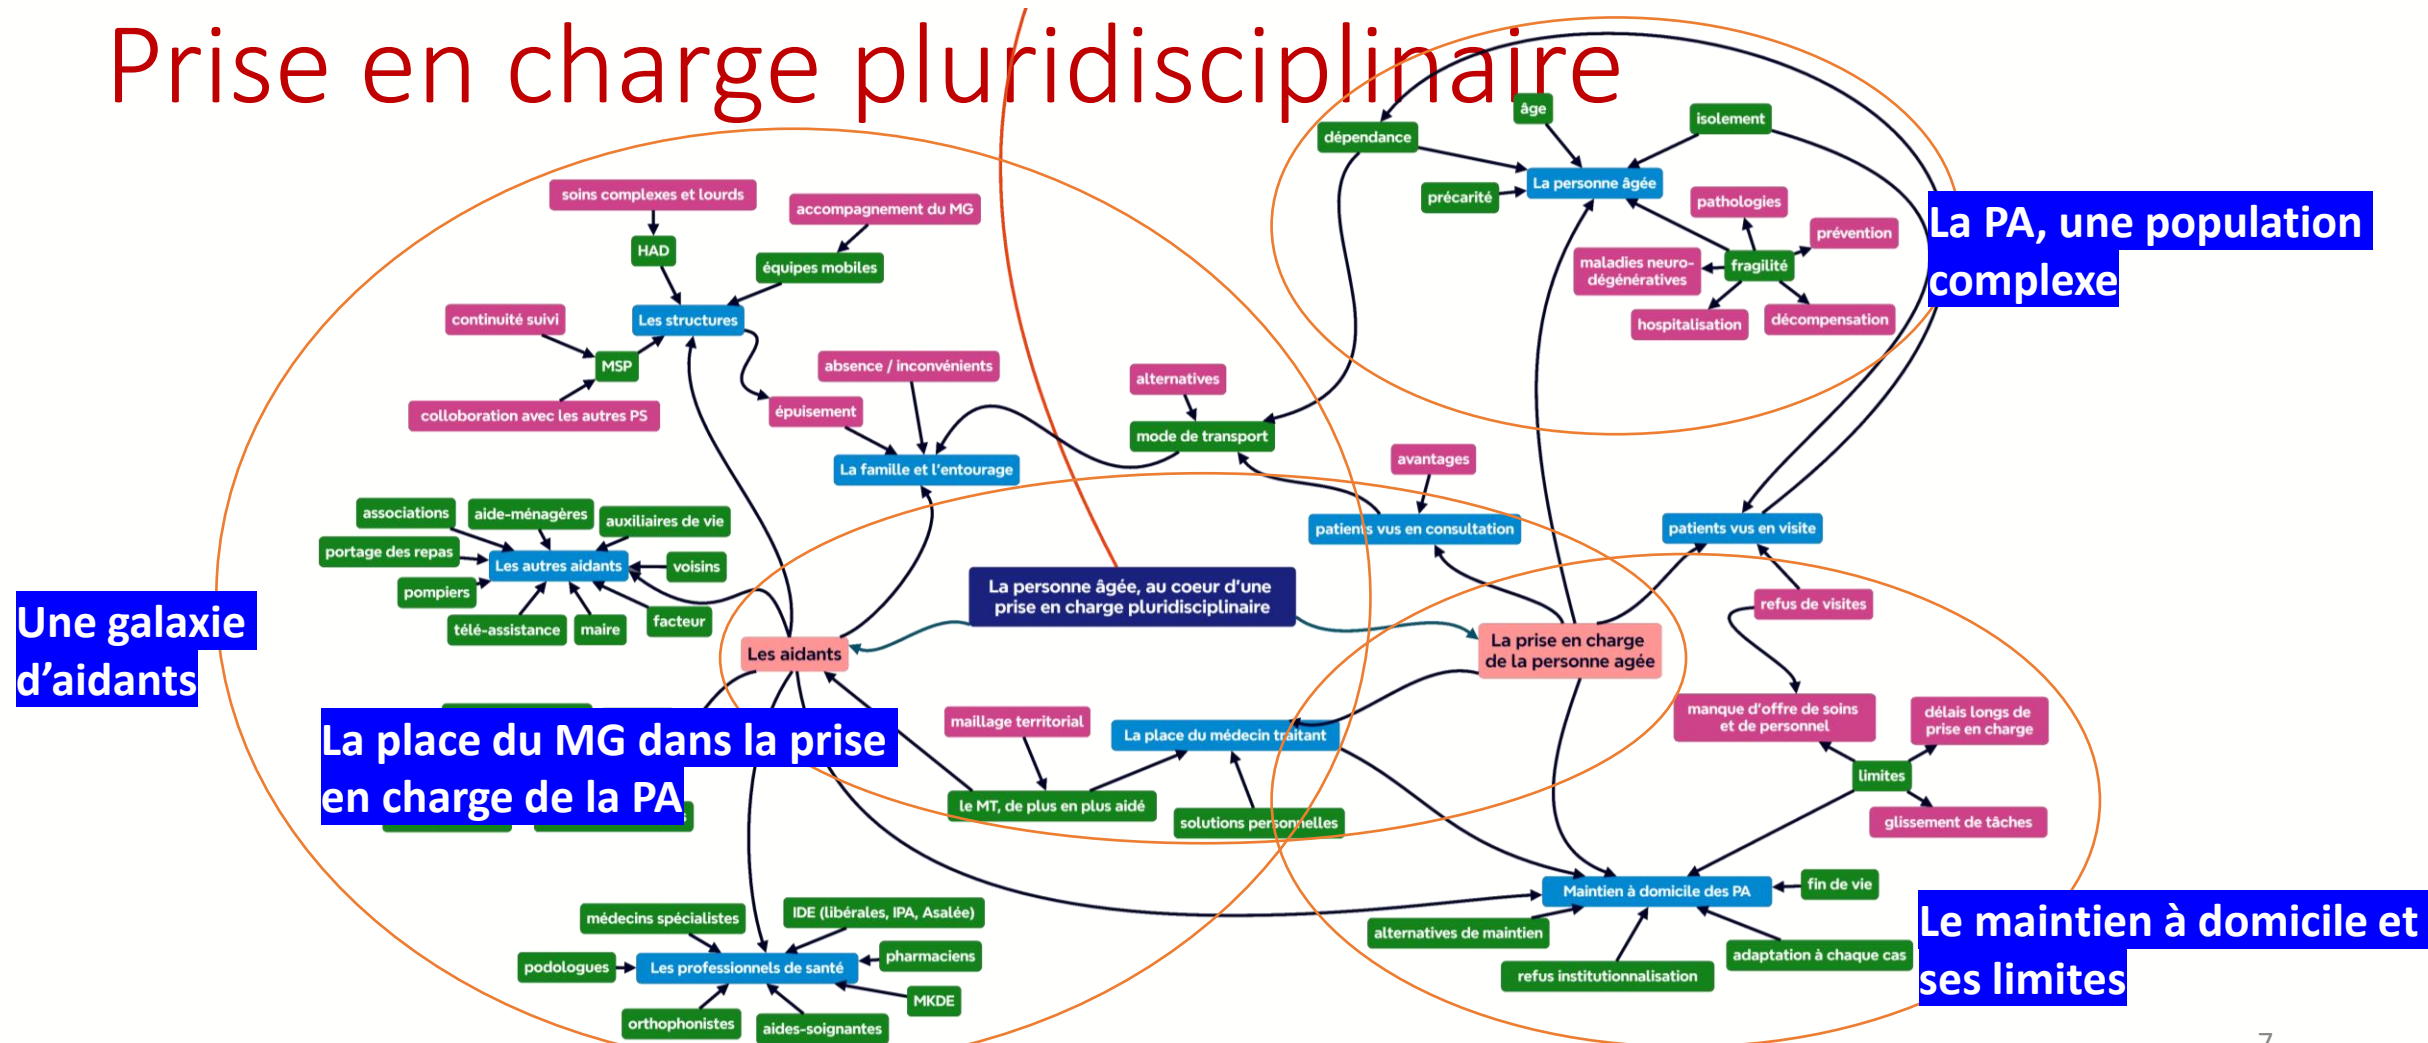 Prise en charge pluridisciplinaire
âge
isolement
dépendance
La personne âgée
précarité
pathologies
prévention
maladies neuro-
dégénératives
fragilité
hospitalisation
décompensation
La PA, une population
complexe
soins complexes et lourds
accompagnement du MG
HAD
équipes mobiles
continuité suivi
Les structures
MSP
colloboration avec les autres PS
absence / inconvénients
épuisement
La famille et l'entourage
alternatives
mode de transport
avantages
patients vus en consultation
patients vus en visite
associations
aide-ménagères
auxiliaires de vie
portage des repas
Les autres aidants
voisins
pompiers
télé-assistance
maire
facteur
Une galaxie
d'aidants
La personne âgée, au coeur d'une
prise en charge pluridisciplinaire
Les aidants
La prise en charge
de la personne agée
refus de visites
La place du MG dans la prise
en charge de la PA
maillage territorial
La place du médecin traitant
le MT, de plus en plus aidé
solutions personnelles
manque d'offre de soins
et de personnel
délais longs de
prise en charge
limites
glissement de tâches
Maintien à domicile des PA
fin de vie
alternatives de maintien
refus institutionnalisation
adaptation à chaque cas
Le maintien à domicile et
ses limites
médecins spécialistes
IDE (libérales, IPA, Asalée)
podologues
Les professionnels de santé
pharmaciens
MKDE
orthophonistes
aides-soignantes
7